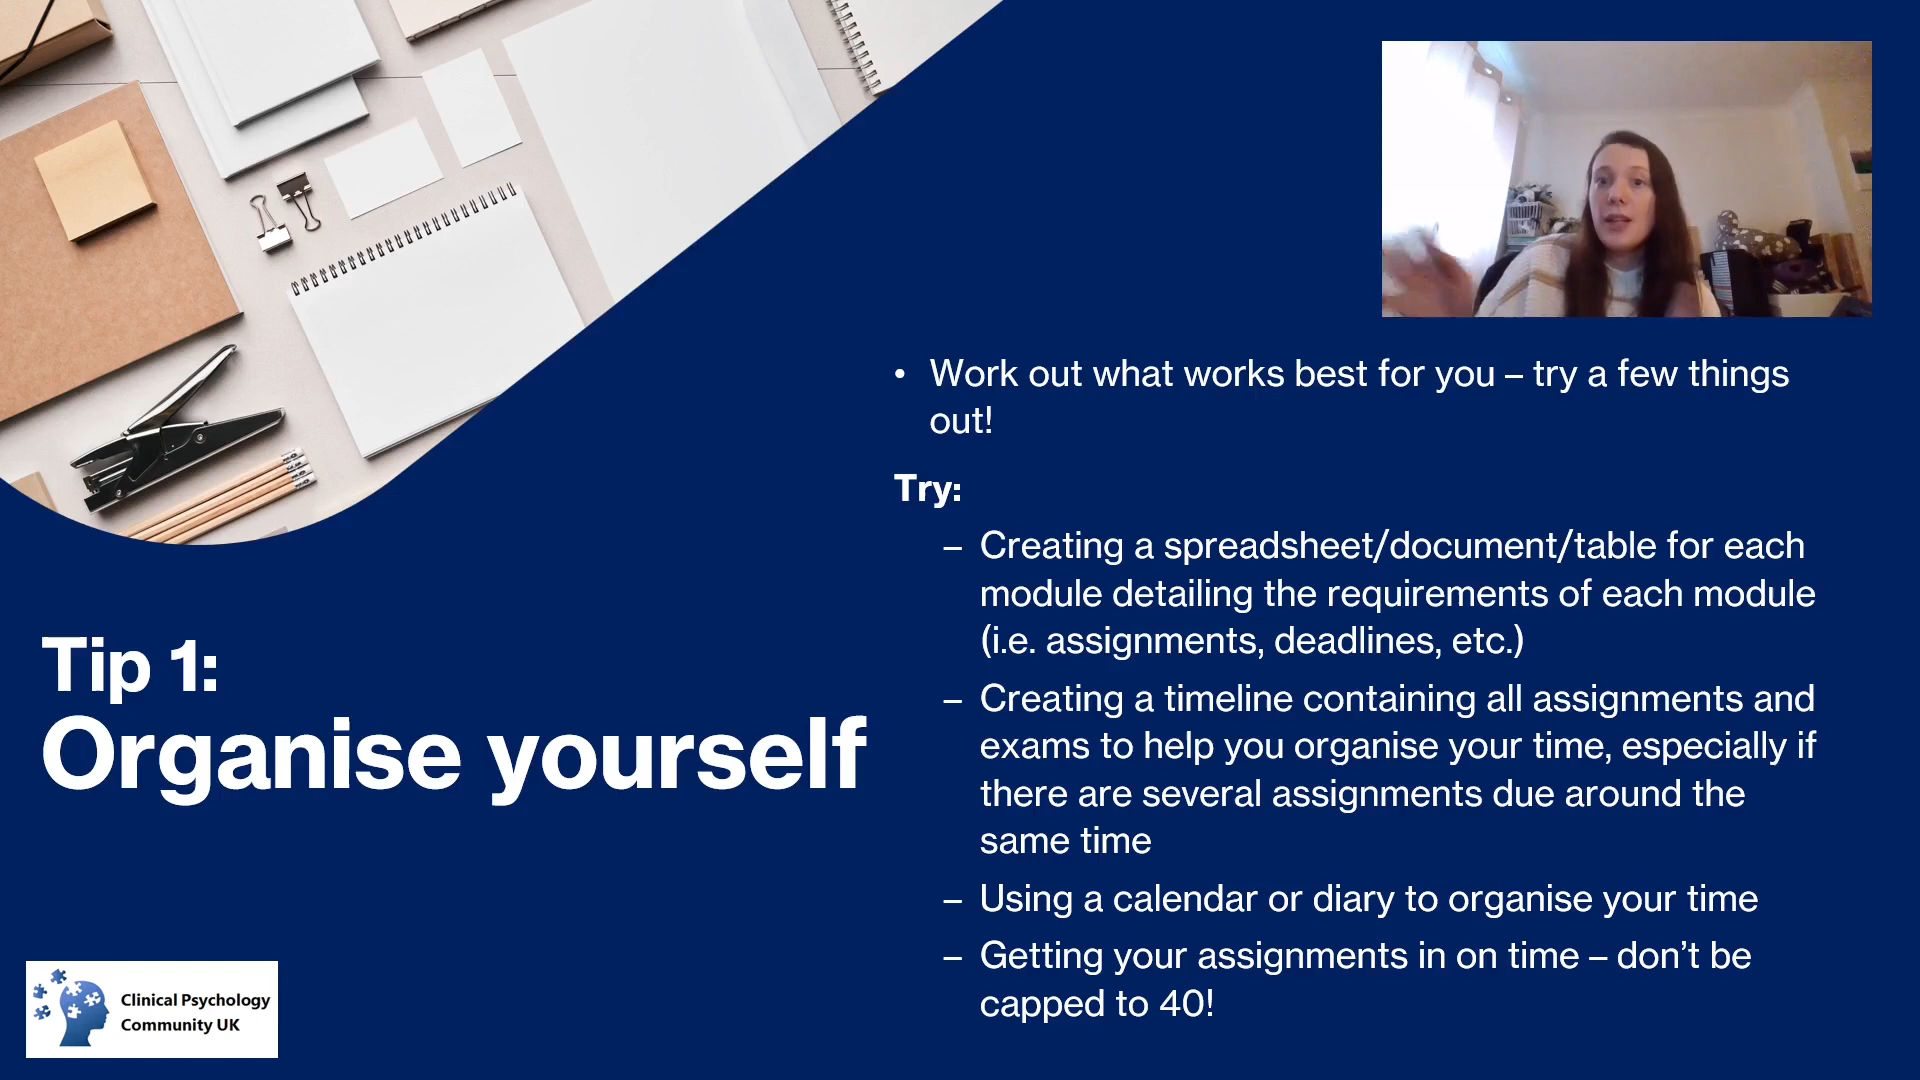 Tip 1:
Organise yourself
• Work out what works best for you – try a few things
out!
Try:
– Creating a spreadsheet/document/table for each
module detailing the requirements of each module
(i.e. assignments, deadlines, etc.)
– Creating a timeline containing all assignments and
exams to help you organise your time, especially if
there are several assignments due around the
same time
– Using a calendar or diary to organise your time
– Getting your assignments in on time – don’t be
capped to 40!
Clinical Psychology
Community UK